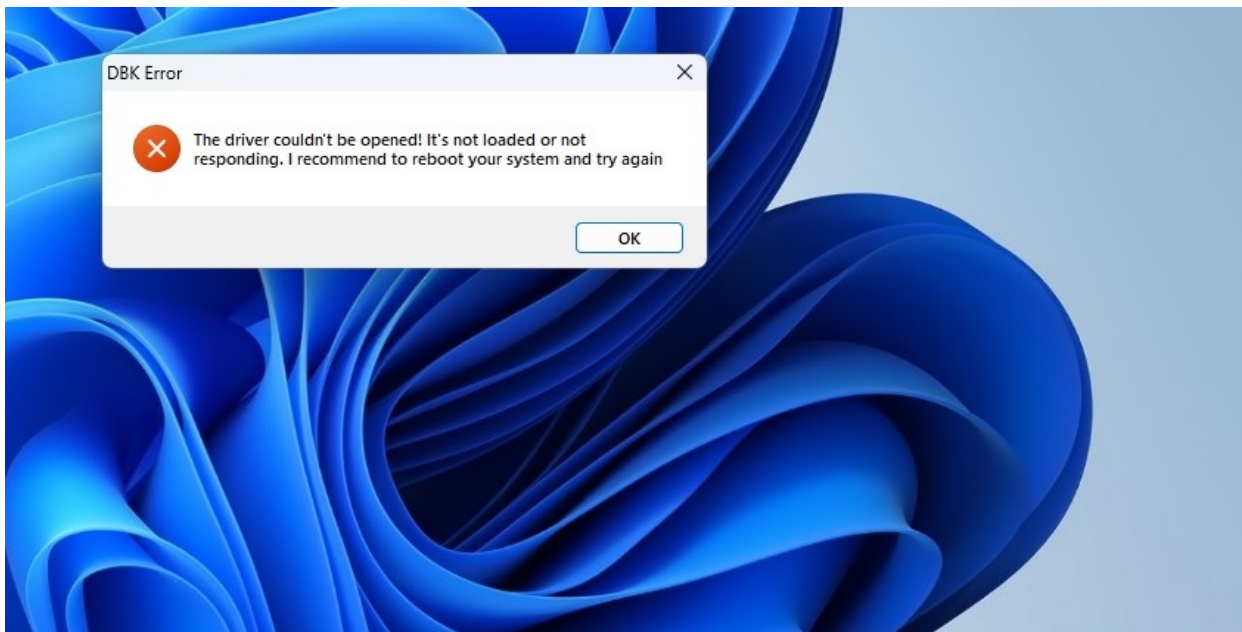 DBK Error
The driver couldn't be opened! It's not loaded or not
responding. I recommend to reboot your system and try again
OK